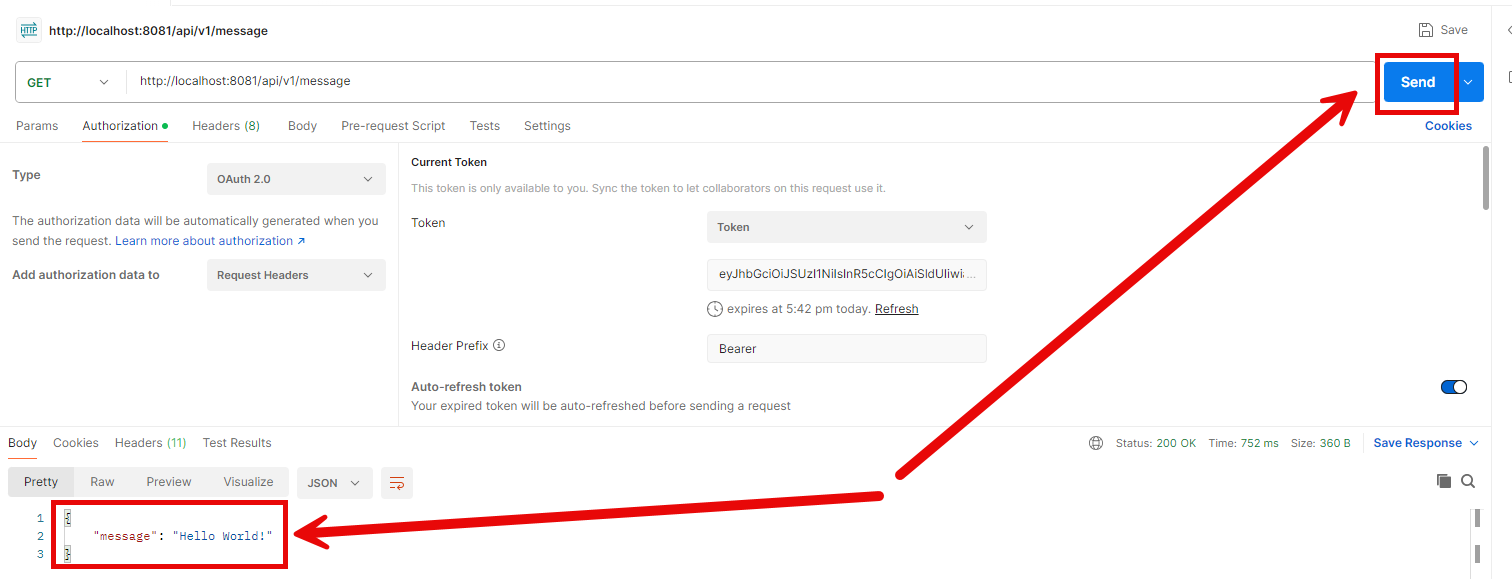 HTTP http://localhost:8081/api/v1/message Save
GET http://localhost:8081/api/v1/message Send
Params Authorization Headers (8) Body Pre-request Script Tests Settings Cookies
Type OAuth 2.0
The authorization data will be automatically generated when you
send the request. Learn more about authorization ↗
Add authorization data to Request Headers
Current Token
This token is only available to you. Sync the token to let collaborators on this request use it.
Token Token
eyJhbGciOiJSUzI1NiIsInR5cCIgOiAiSldUIiwi...
expires at 5:42 pm today. Refresh
Header Prefix Bearer
Auto-refresh token
Your expired token will be auto-refreshed before sending a request
Body Cookies Headers (11) Test Results Status: 200 OK Time: 752 ms Size: 360 B Save Response
Pretty Raw Preview Visualize JSON
1 {
2 "message": "Hello World!"
3 }